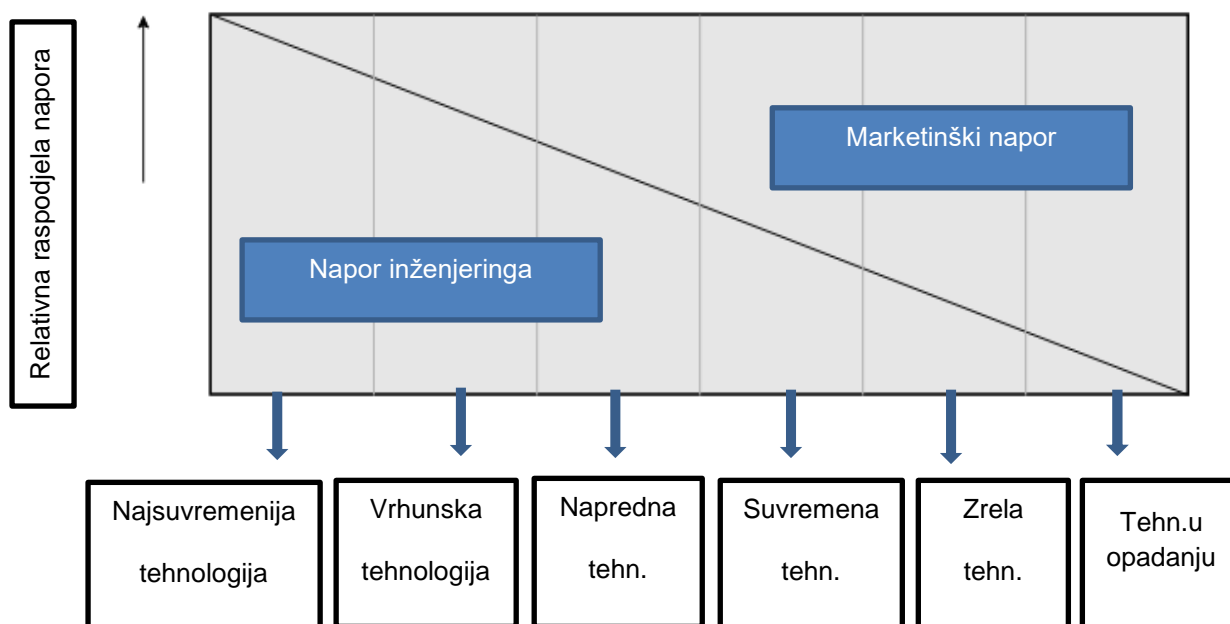 Relativna raspodjela napora
Marketinški napor
Napor inženjeringa
Najsuvremenija
tehnologija
Vrhunska
tehnologija
Napredna
tehn.
Suvremena
tehn.
Zrela
tehn.
Tehn.u
opadanju